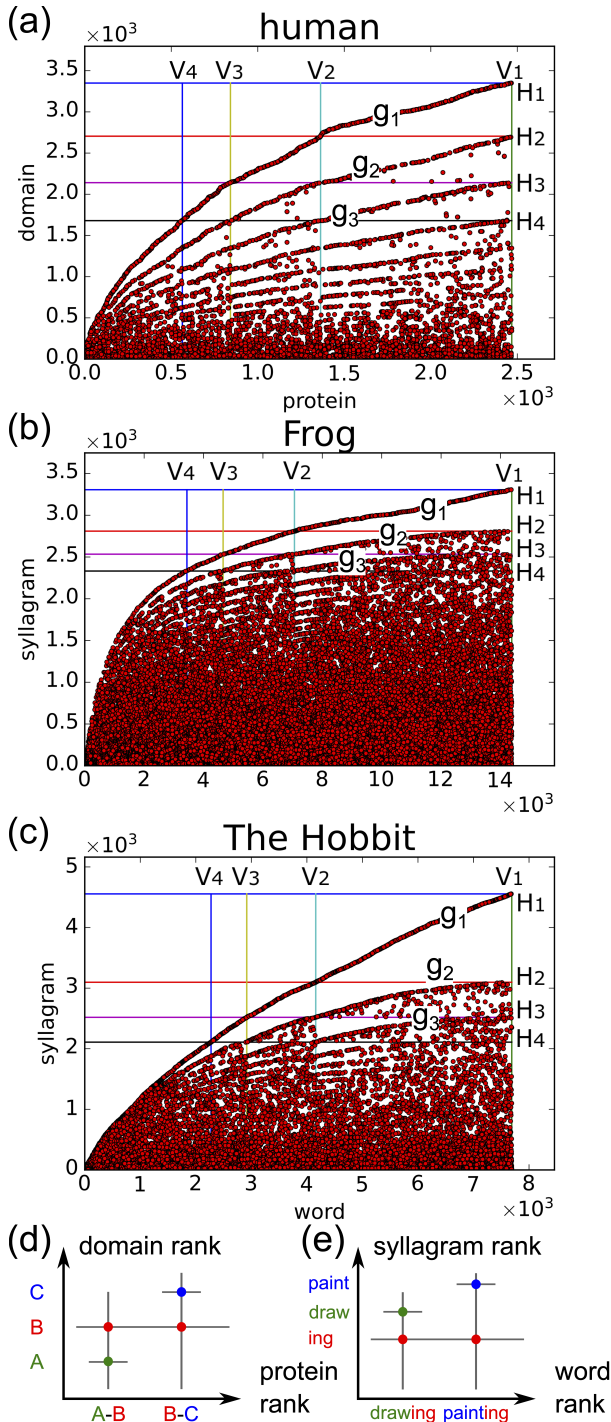 (a) human
×10³
V4 V3 V2 V1
3.5
3.0
2.5
2.0
1.5
1.0
0.5
0.0
domain
g1
g2
g3
H1
H2
H3
H4
0.0 0.5 1.0 1.5 2.0 2.5
protein ×10³
(b) Frog
×10³
V4 V3 V2 V1
3.5
3.0
2.5
2.0
1.5
1.0
0.5
0.0
syllagram
g1
g2
g3
H1
H2
H3
H4
0 2 4 6 8 10 12 14
×10³
(c) The Hobbit
×10³
V4 V3 V2 V1
5
4
3
2
1
0
syllagram
g1
g2
g3
H1
H2
H3
H4
0 1 2 3 4 5 6 7 8
word ×10³
(d) domain rank
C
B
A
A-B B-C
protein
rank
(e) syllagram rank
paint
draw
ing
drawing painting
word
rank